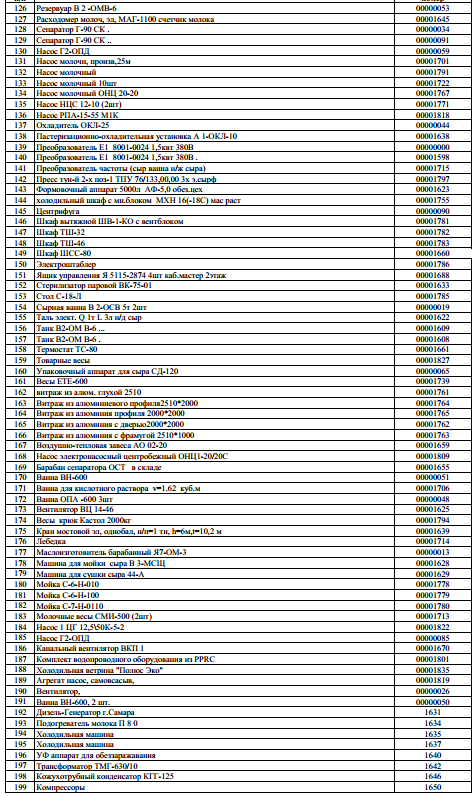 126 Резервуар В 2 -ОМВ-6 00000053
127 Расходомер молоч, эл, МАГ-1100 счетчик молока 00001645
128 Сепаратор Г-90 СК . 00000034
129 Сепаратор Г-90 СК .. 00000091
130 Насос Г2-ОПД 00000059
131 Насос молочн, произв,25м 00001701
132 Насос молочный 00001791
133 Насос молочный 10шт 00001722
134 Насос молочный ОНЦ 20-20 00001767
135 Насос НЦС 12-10 (2шт) 00001771
136 Насос РПА-15-55 М1К 00001818
137 Охладитель ОКЛ-25 00000044
138 Пастеризационно-охладительная установка А 1-ОКЛ-10 00001638
139 Преобразователь Е1 8001-0024 1,5квт 380В 00000000
140 Преобразователь Е1 8001-0024 1,5квт 380В . 00001598
141 Преобразователь частоты (сыр ванна н/ж сыра) 00001715
142 Пресс тун-й 2-х поз-1 ТПУ 76/133,00,00 3х э.сырф 00001797
143 Формовочный аппарат 5000л АФ-5,0 обез.цех 00001623
144 холодильный шкаф с мн.блоком МХН 16(-18С) мас раст 00001755
145 Центрифуга 00000090
146 Шкаф вытяжной ШВ-1-КО с вентблоком 00001781
147 Шкаф ТШ-32 00001782
148 Шкаф ТШ-46 00001783
149 Шкаф ШСС-80 00001660
150 Электроштаблер 00001786
151 Ящик управления Я 5115-2874 4шт каб.мастер 2этаж 00001688
152 Стерилизатор паровой ВК-75-01 00001633
153 Стол С-18-Л 00001785
154 Сырная ванна В 2-ОСВ 5т 2шт 00000019
155 Таль элект. Q 1т L 3л н/д сыр 00001622
156 Танк В2-ОМ В-6 ... 00001609
157 Танк В2-ОМ В-6 . 00001608
158 Термостат ТС-80 00001661
159 Товарные весы 00001827
160 Упаковочный аппарат для сыра СД-120 00000065
161 Весы ЕТЕ-600 00001739
162 витраж из алюм. глухой 2510 00001761
163 Витраж из алюминиевого профиля2510*2000 00001764
164 Витраж из алюминия профиля 2000*2000 00001765
165 Витраж из алюминия с дверью2000*2000 00001762
166 Витраж из алюминия с фрамугой 2510*1000 00001763
167 Воздушно-тепловая завеса АО 02-20 00001659
168 Насос электронасосный центробежный ОНЦ1-20/20С 00001809
169 Барабан сепаратора ОСТ в складе 00001655
170 Ванна ВН-600 00000051
171 Ванна для кислотного раствора v=1.62 куб.м 00001706
172 Ванна ОПА -600 3шт 00000048
173 Вентилятор ВЦ 14-46 00001625
174 Весы крюк Кастол 2000кг 00001794
175 Кран мостовой эл, однобал, н/п=1 тн, h=6м,t=10,2 м 00001639
176 Лебедка 00001714
177 Маслоизготовитель барабанный Я7-ОМ-3 00000013
178 Машина для мойки сыра В 3-МСЩ 00001628
179 Машина для сушки сыра 44-А 00001629
180 Мойка С-6-Н-010 00001778
181 Мойка С-6-Н-100 00001779
182 Мойка С-7-Н-0110 00001780
183 Молочные весы СМИ-500 (2шт) 00001713
184 Насос 1 ЦГ 12,5\50К-5-2 00001822
185 Насос Г2-ОПД 00000085
186 Канальный вентилятор ВКП 1 00001670
187 Комплект водопроводного оборудования из PPRC 00001801
188 Холодильная ветрина "Полюс Эко" 00001835
189 Агрегат насос, самовсасыв, 00001819
190 Вентилятор, 00000026
191 Ванна ВН-600, 2 шт. 00000050
192 Дизель-Генератор г.Самара 1631
193 Подогреватель молока П 8 0 1634
194 Холодильная машина 1635
195 Холодильная машина 1637
196 УФ аппарат для обеззараживания 1640
197 Трансформатор ТМГ-630/10 1642
198 Кожухотрубный конденсатор КГГ-125 1646
199 Компрессоры 1650